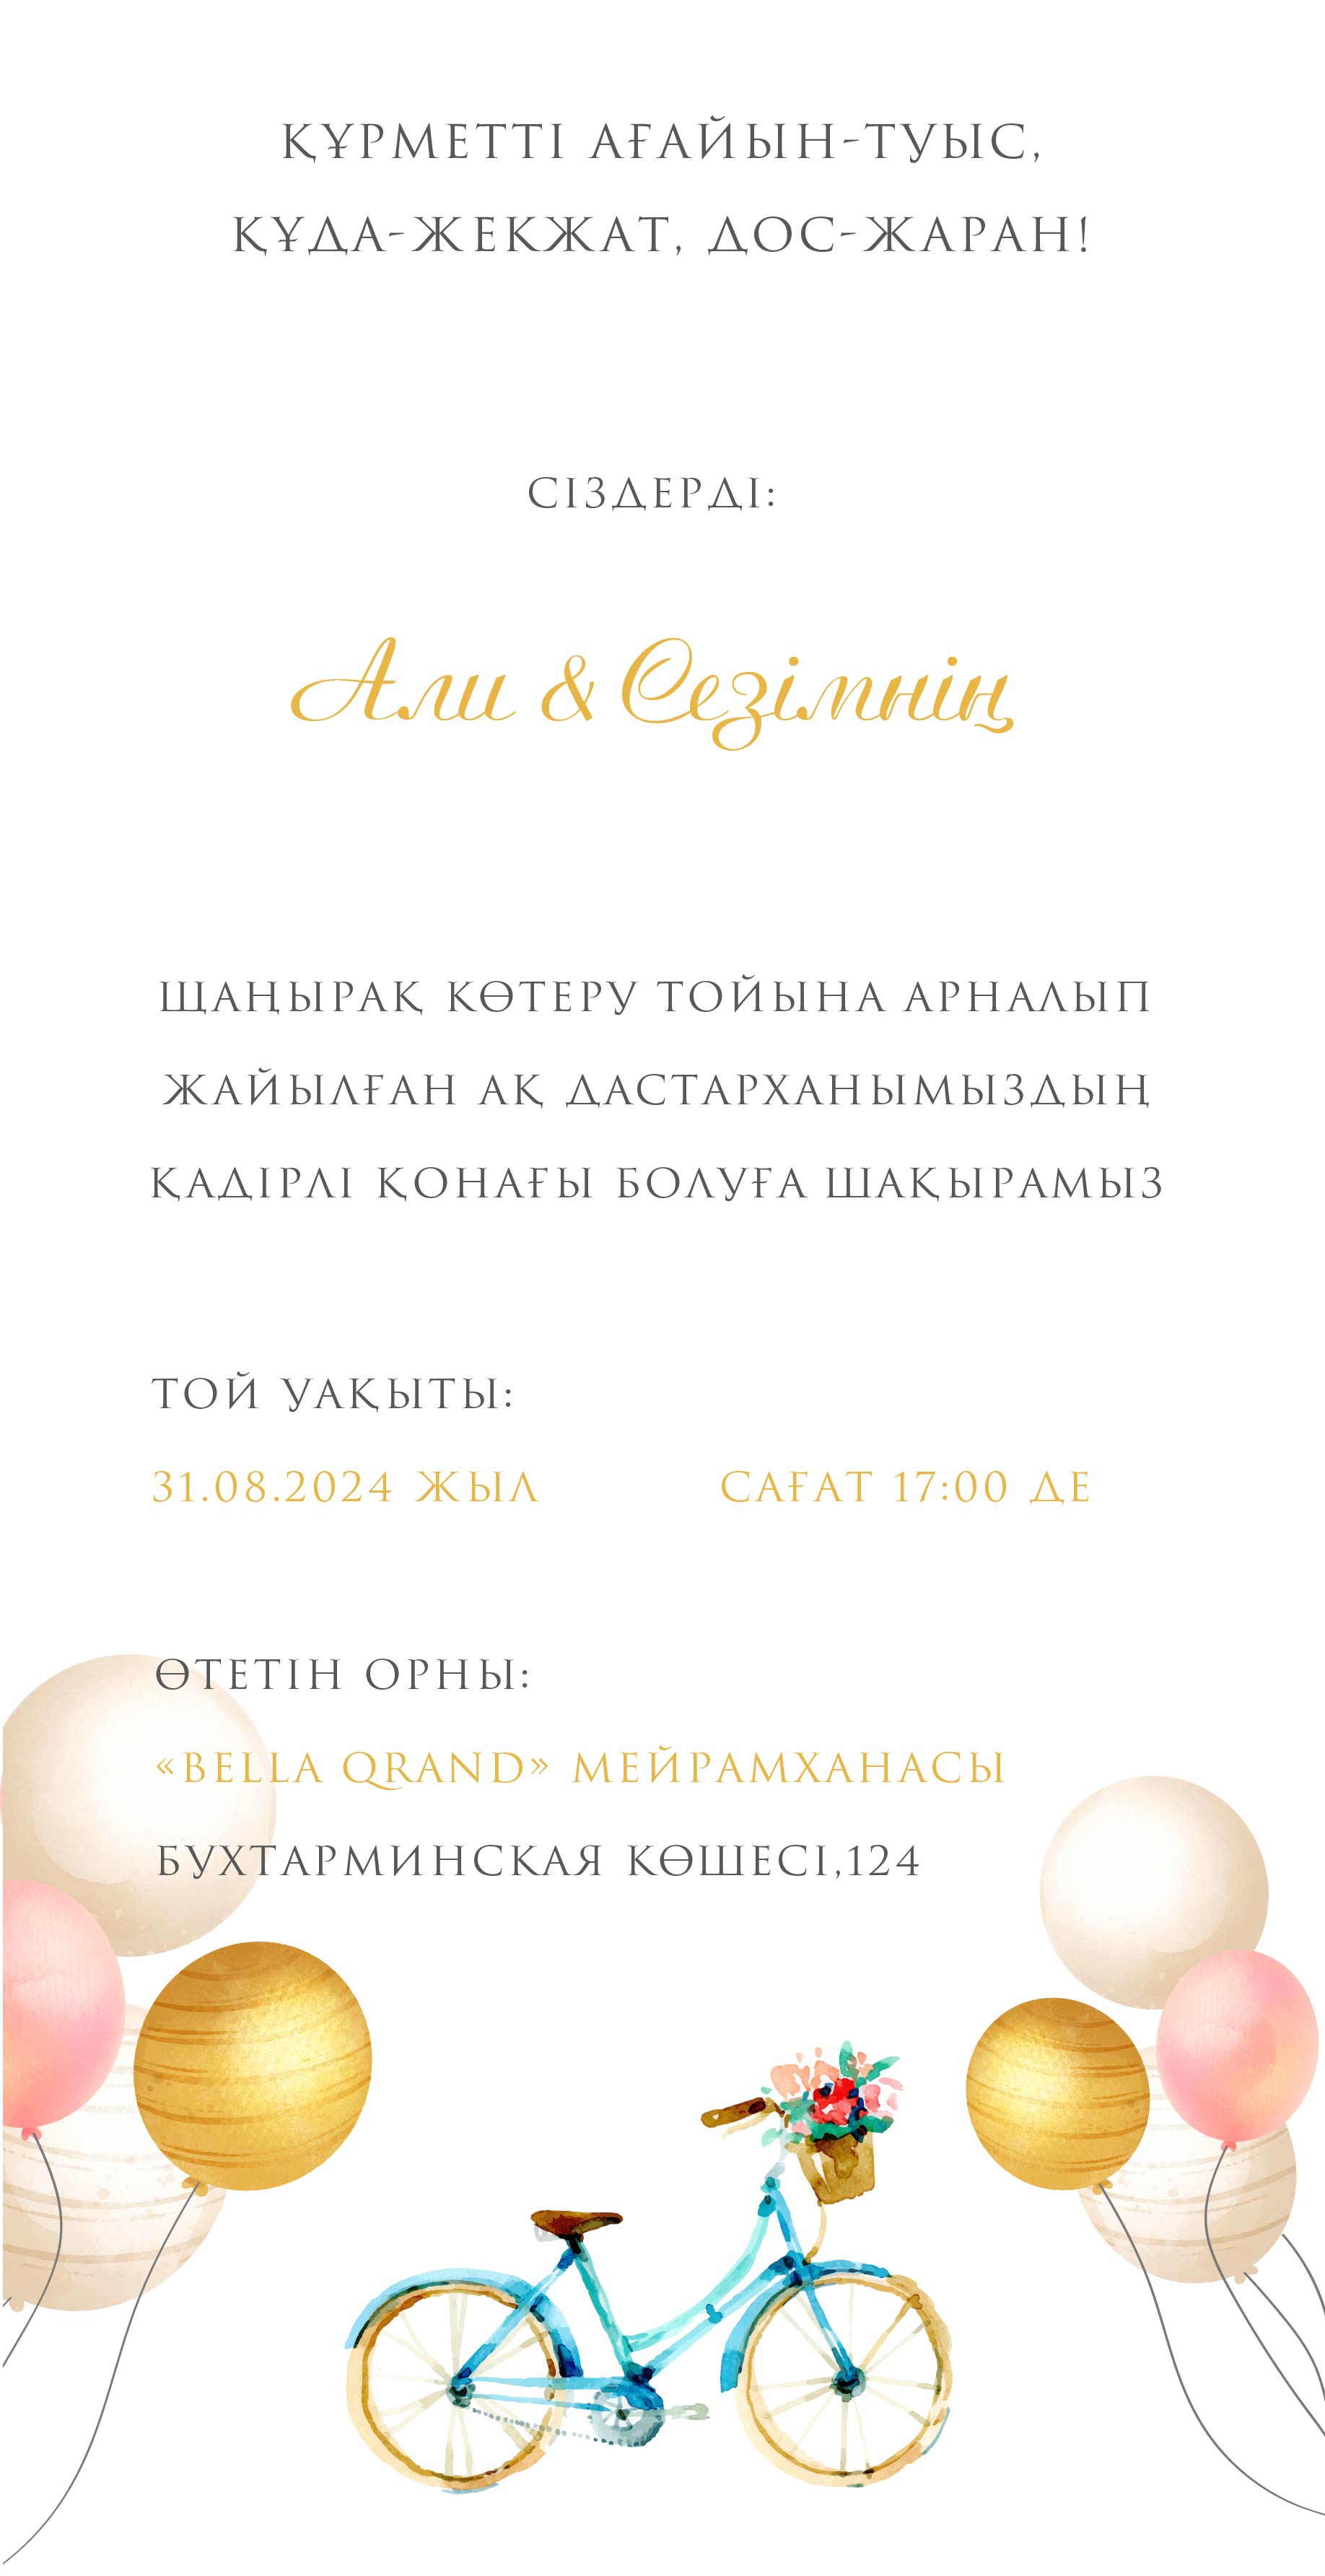 ҚҰРМЕТТІ АҒАЙЫН-ТУЫС,
ҚҰДА-ЖЕКЖАТ, ДОС-ЖАРАН!
СІЗДЕРДІ:
Али & Сезімнің
ЩАҢЫРАҚ КӨТЕРУ ТОЙЫНА АРНАЛЫП
ЖАЙЫЛҒАН АҚ ДАСТАРХАНЫМЫЗДЫҢ
ҚАДІРЛІ ҚОНАҒЫ БОЛУҒА ШАҚЫРАМЫЗ
ТОЙ УАҚЫТЫ:
31.08.2024 ЖЫЛ САҒАТ 17:00 ДЕ
ӨТЕТІН ОРНЫ:
«BELLA QRAND» МЕЙРАМХАНАСЫ
БУХТАРМИНСКАЯ КӨШЕСІ,124